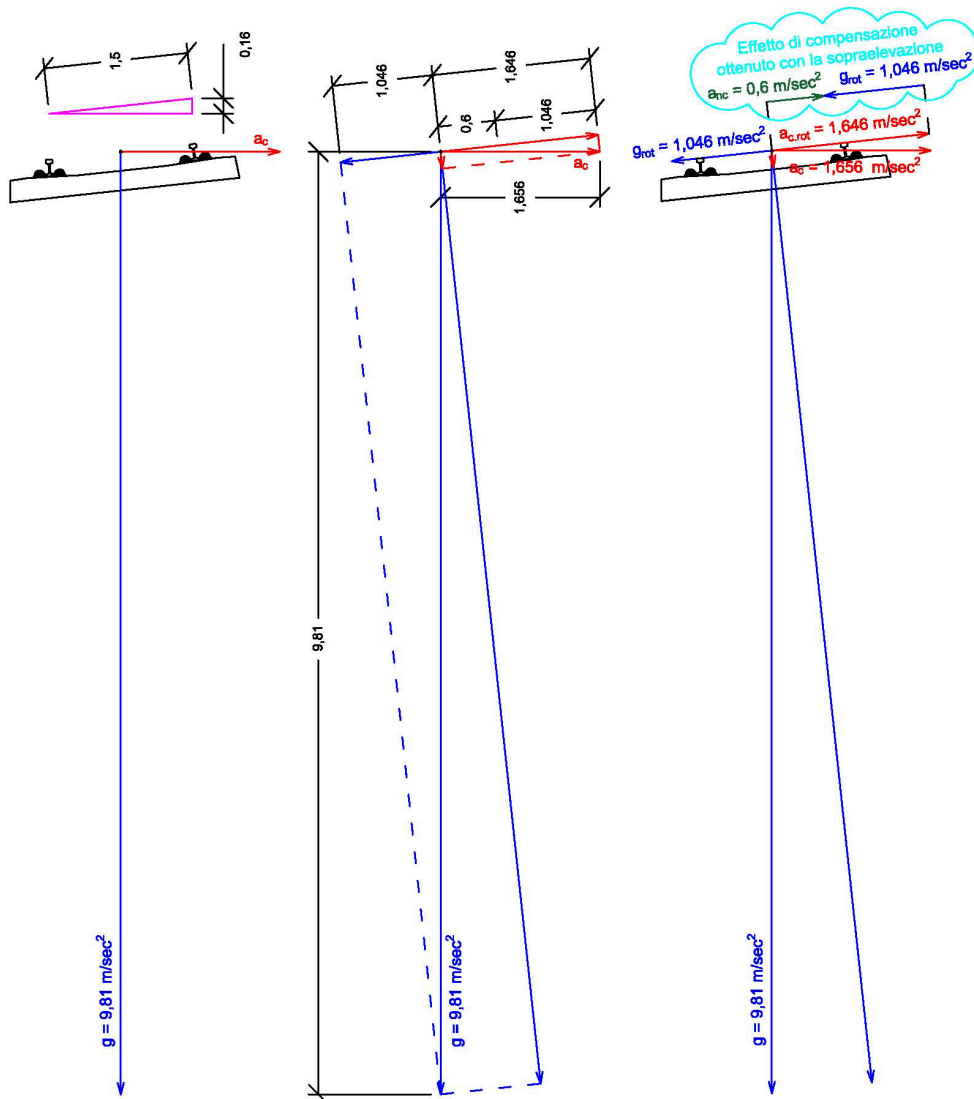 1,5
0,16
a_c
g = 9,81 m/sec²
1,046
1,646
0,6
1,046
a_c
1,656
9,81
g = 9,81 m/sec²
Effetto di compensazione
ottenuto con la sopraelevazione
a_nc = 0,6 m/sec²
g_rot = 1,046 m/sec²
g_rot = 1,046 m/sec²
a_c.rot = 1,646 m/sec²
a_c = 1,656 m/sec²
g = 9,81 m/sec²